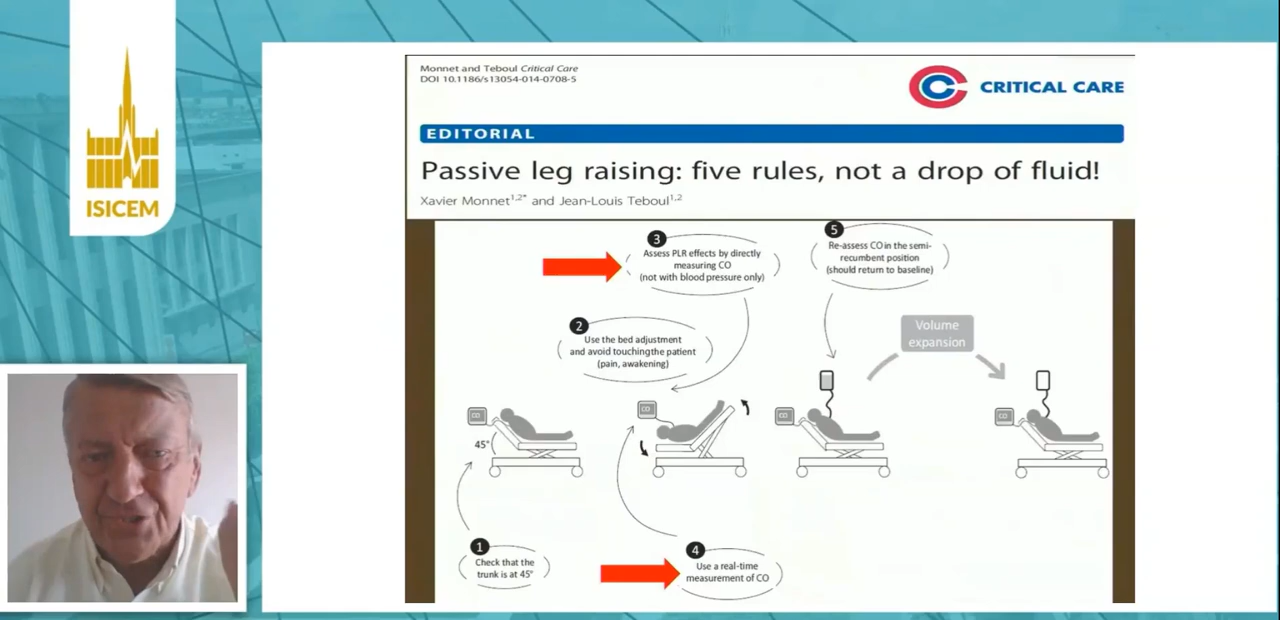 ISICEM
Monnet and Teboul Critical Care
DOI 10.1186/s13054-014-0708-5
CRITICAL CARE
EDITORIAL
Passive leg raising: five rules, not a drop of fluid!
Xavier Monnet1,2* and Jean-Louis Teboul1,2
3
Assess PLR effects by directly
measuring CO
(not with blood pressure only)
5
Re-assess CO in the semi-
recumbent position
(should return to baseline)
2
Use the bed adjustment
and avoid touchingthe patient
(pain, awakening)
Volume
expansion
CO
CO
CO
CO
45°
1
Check that the
trunk is at 45°
4
Use a real-time
measurement of CO